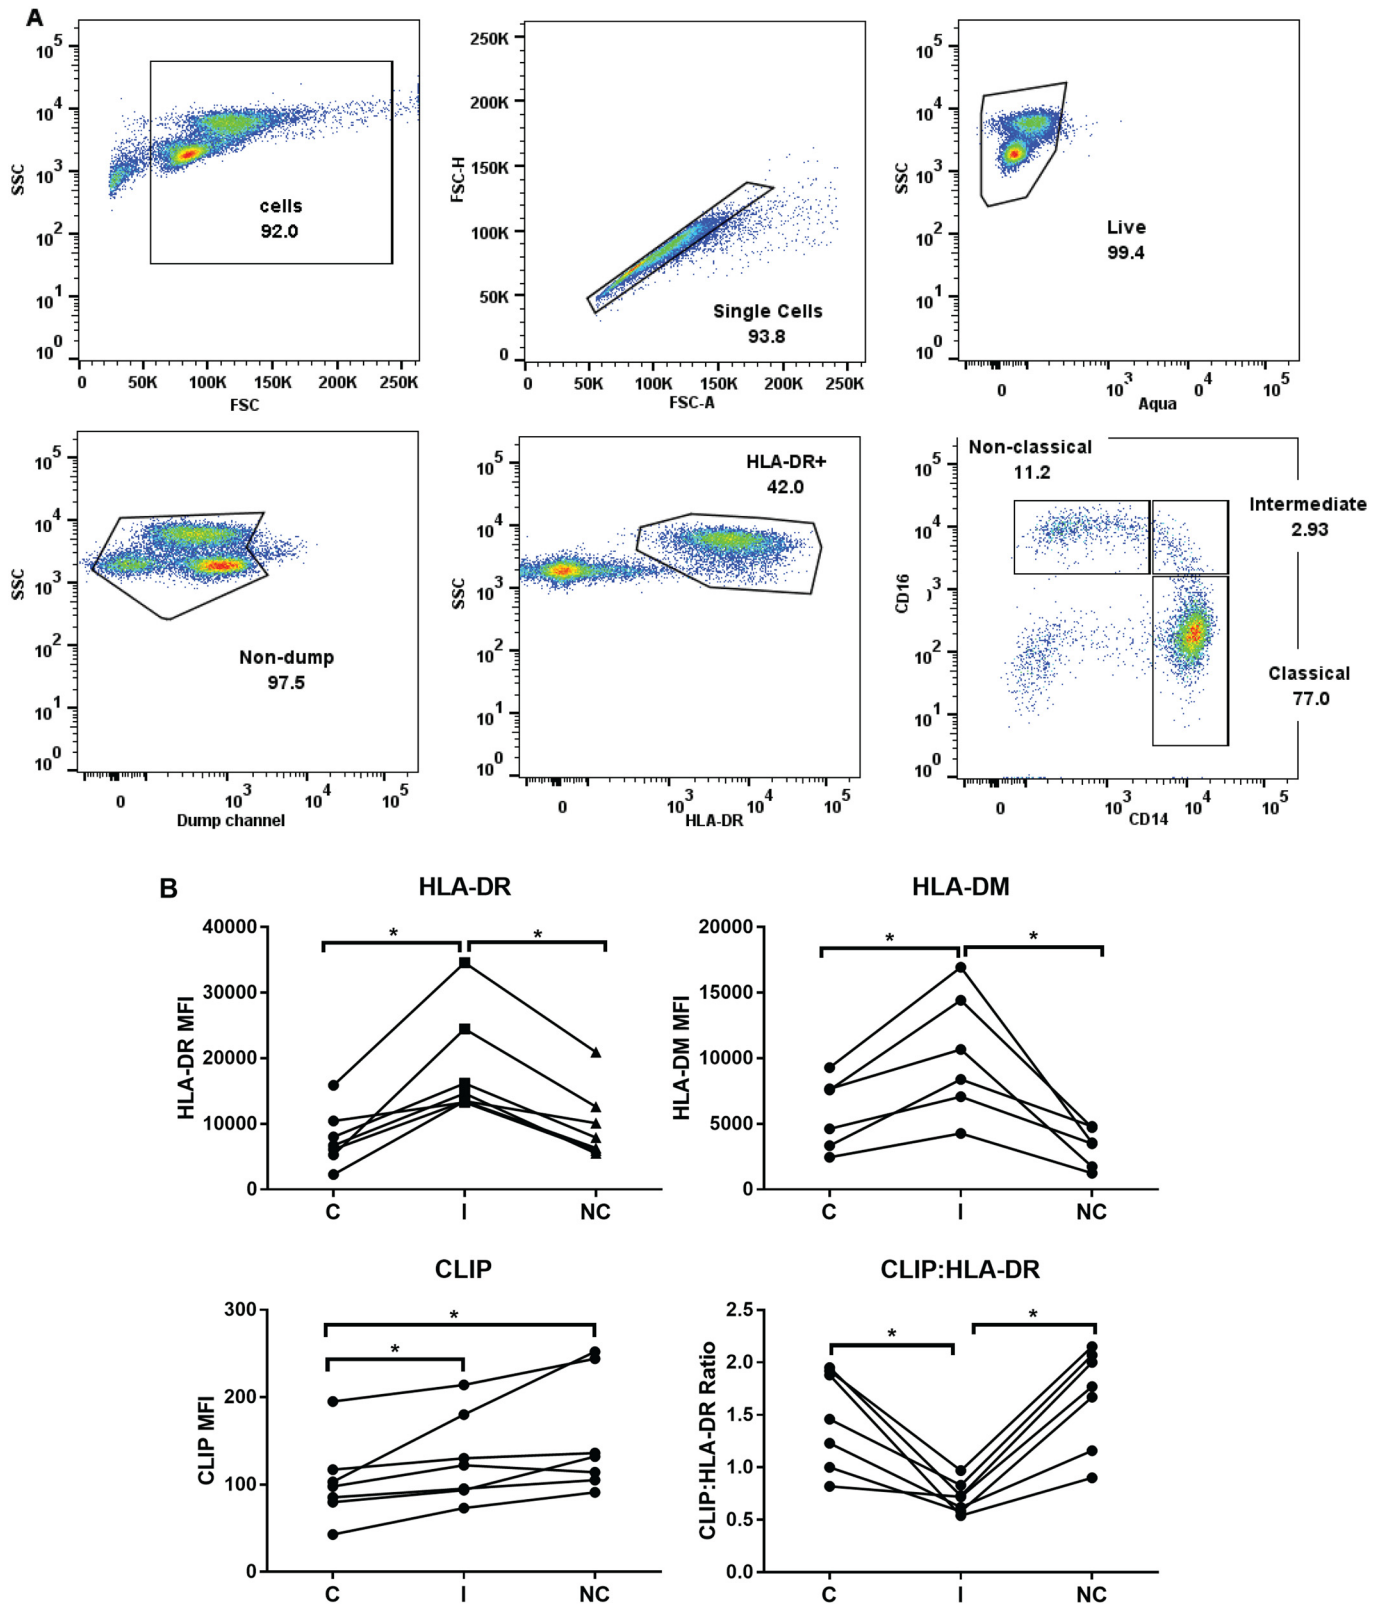 A
10^5
10^4
10^3
10^2
10^1
10^0
SSC
cells
92.0
0 50K 100K 150K 200K 250K
FSC
250K
200K
150K
100K
50K
0
FSC-H
Single Cells
93.8
0 50K 100K 150K 200K 250K
FSC-A
10^5
10^4
10^3
10^2
10^1
10^0
SSC
Live
99.4
0 10^3 0^4 10^5
Aqua
10^5
10^4
10^3
10^2
10^1
10^0
SSC
Non-dump
97.5
0 10^3 10^4 10^5
Dump channel
10^5
10^4
10^3
10^2
10^1
10^0
SSC
HLA-DR+
42.0
0 10^3 10^4 10^5
HLA-DR
Non-classical
11.2
Intermediate
2.93
Classical
77.0
10^5
10^4
)^3
10^2
10^1
10^0
CD16
0 10^3 10^4 10^5
CD14
B
HLA-DR
40000
30000
20000
10000
0
HLA-DR MFI
* *
C I NC
HLA-DM
20000
15000
10000
5000
0
HLA-DM MFI
* *
C I NC
CLIP
300
200
100
0
CLIP MFI
*
*
C I NC
CLIP:HLA-DR
2.5
2.0
1.5
1.0
0.5
0.0
CLIP:HLA-DR Ratio
* *
C I NC